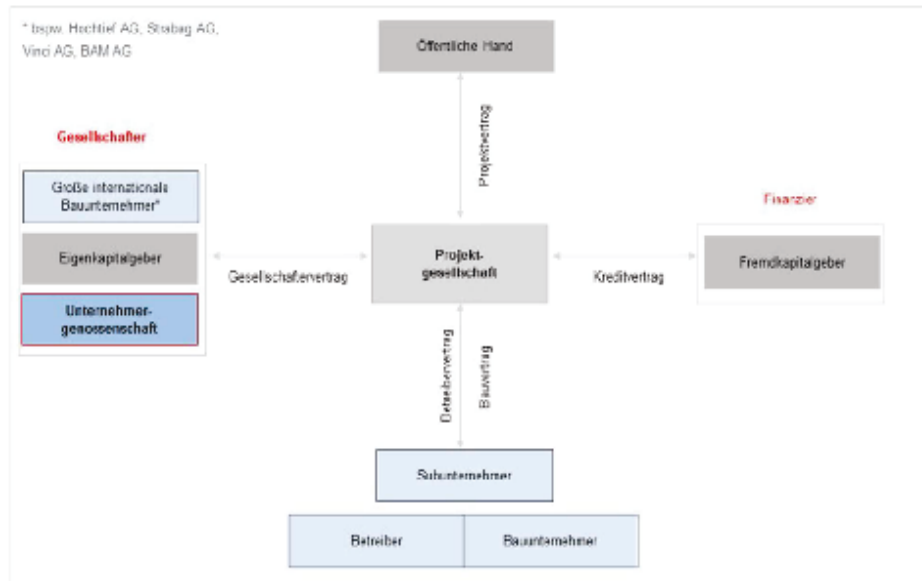 * bspw. Hochtief AG, Strabag AG,
Vinci AG, BAM AG
Öffentliche Hand
Projektvertrag
Gesellschafter
Große internationale
Bauunternehmer*
Eigenkapitalgeber
Unternehmer-
genossenschaft
Gesellschaftervertrag
Projekt-
gesellschaft
Kreditvertrag
Finanzier
Fremdkapitalgeber
Betreibervertrag
Bauvertrag
Subunternehmer
Betreiber
Bauunternehmer